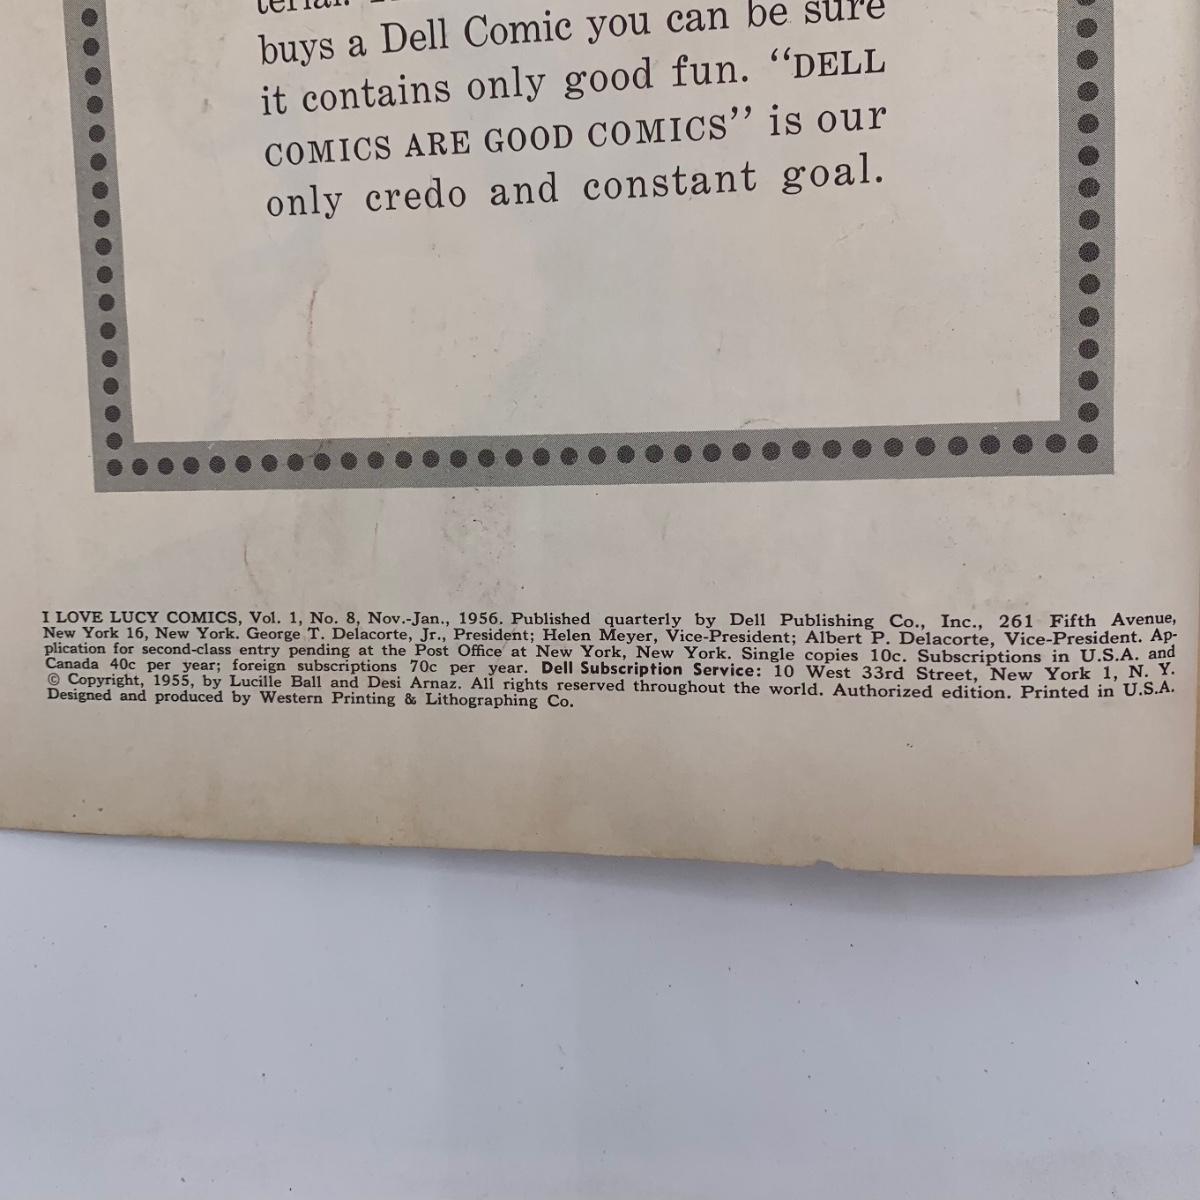 buys a Dell Comic you can be sure
it contains only good fun. “DELL
COMICS ARE GOOD COMICS” is our
only credo and constant goal.
I LOVE LUCY COMICS, Vol. 1, No. 8, Nov.-Jan., 1956. Published quarterly by Dell Publishing Co., Inc., 261 Fifth Avenue,
New York 16, New York. George T. Delacorte, Jr., President; Helen Meyer, Vice-President; Albert P. Delacorte, Vice-President. Ap-
plication for second-class entry pending at the Post Office at New York, New York. Single copies 10c. Subscriptions in U.S.A. and
Canada 40c per year; foreign subscriptions 70c per year. Dell Subscription Service: 10 West 33rd Street, New York 1, N. Y.
© Copyright, 1955, by Lucille Ball and Desi Arnaz. All rights reserved throughout the world. Authorized edition. Printed in U.S.A.
Designed and produced by Western Printing & Lithographing Co.